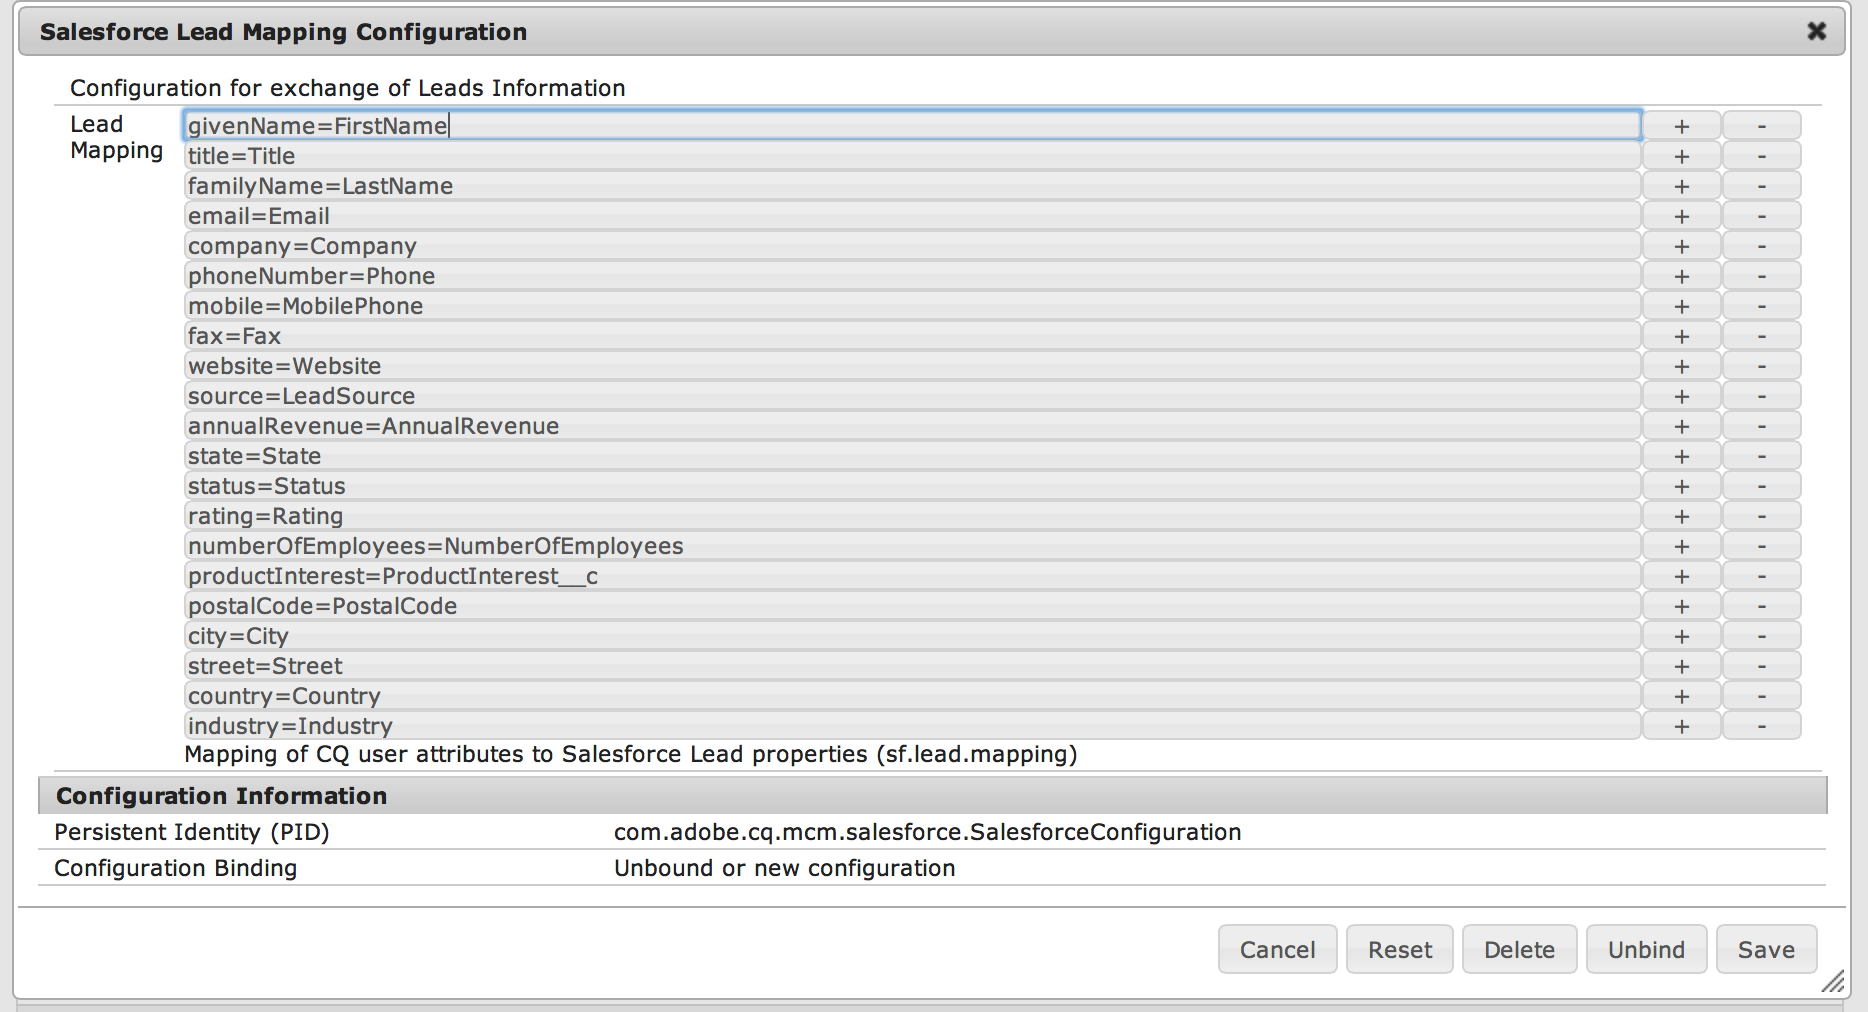 Salesforce Lead Mapping Configuration ✖
Configuration for exchange of Leads Information
Lead Mapping
givenName=FirstName + -
title=Title + -
familyName=LastName + -
email=Email + -
company=Company + -
phoneNumber=Phone + -
mobile=MobilePhone + -
fax=Fax + -
website=Website + -
source=LeadSource + -
annualRevenue=AnnualRevenue + -
state=State + -
status=Status + -
rating=Rating + -
numberOfEmployees=NumberOfEmployees + -
productInterest=ProductInterest__c + -
postalCode=PostalCode + -
city=City + -
street=Street + -
country=Country + -
industry=Industry + -
Mapping of CQ user attributes to Salesforce Lead properties (sf.lead.mapping)
Configuration Information
Persistent Identity (PID) com.adobe.cq.mcm.salesforce.SalesforceConfiguration
Configuration Binding Unbound or new configuration
Cancel Reset Delete Unbind Save